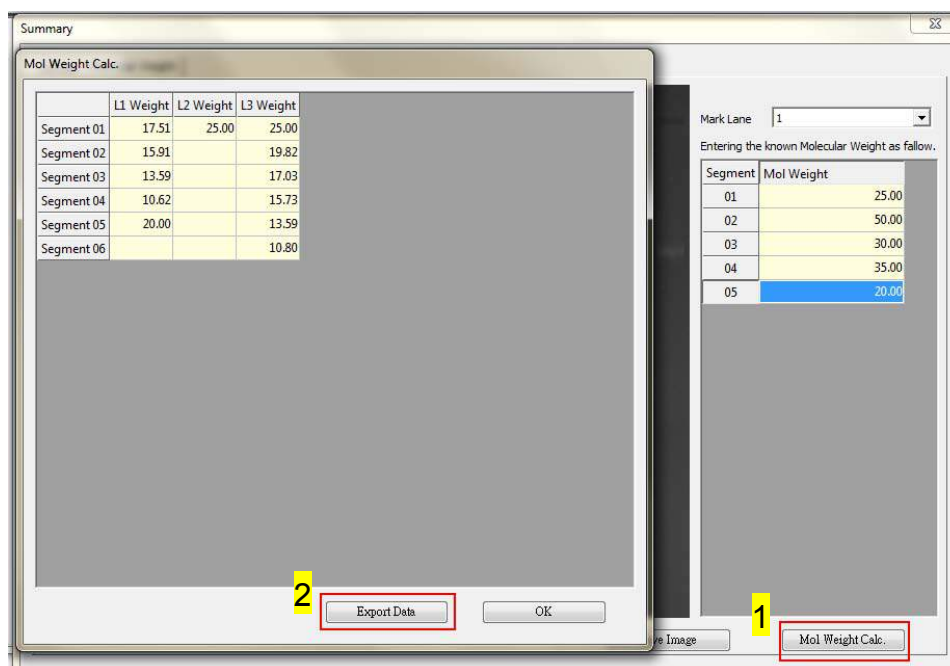 Summary
Mol Weight Calc.
L1 Weight L2 Weight L3 Weight
Segment 01 17.51 25.00 25.00
Segment 02 15.91 19.82
Segment 03 13.59 17.03
Segment 04 10.62 15.73
Segment 05 20.00 13.59
Segment 06 10.80
2
Export Data
OK
Mark Lane 1
Entering the known Molecular Weight as fallow.
Segment Mol Weight
01 25.00
02 50.00
03 30.00
04 35.00
05 20.00
1
Image
Mol Weight Calc.